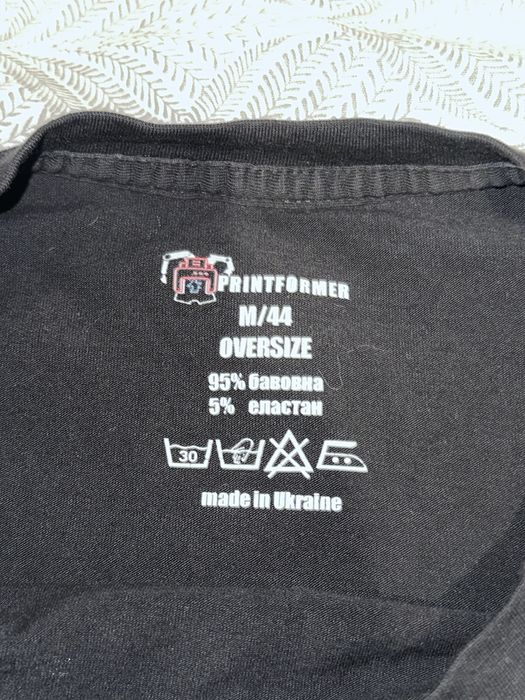 PRINTFORMER
M/44
OVERSIZE
95% бавовна
5% еластан
30
made in Ukraine